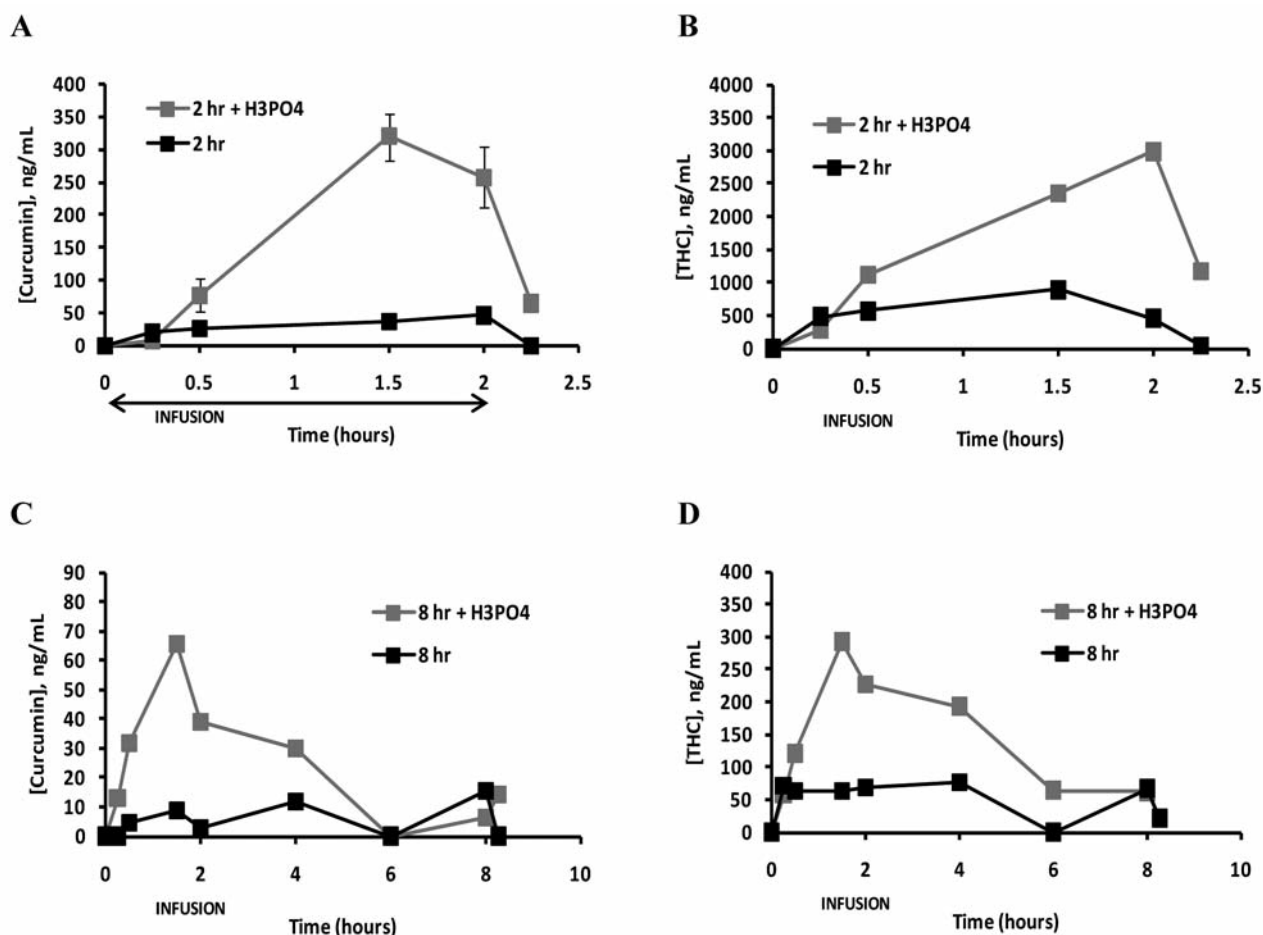 A
[Curcumin], ng/mL
400
350
300
250
200
150
100
50
0
2 hr + H3PO4
2 hr
0 0.5 1 1.5 2 2.5
INFUSION
Time (hours)
B
[THC], ng/mL
4000
3500
3000
2500
2000
1500
1000
500
0
2 hr + H3PO4
2 hr
0 0.5 1 1.5 2 2.5
INFUSION
Time (hours)
C
[Curcumin], ng/mL
90
80
70
60
50
40
30
20
10
0
8 hr + H3PO4
8 hr
0 2 4 6 8 10
INFUSION
Time (hours)
D
[THC], ng/mL
400
350
300
250
200
150
100
50
0
8 hr + H3PO4
8 hr
0 2 4 6 8 10
INFUSION
Time (hours)